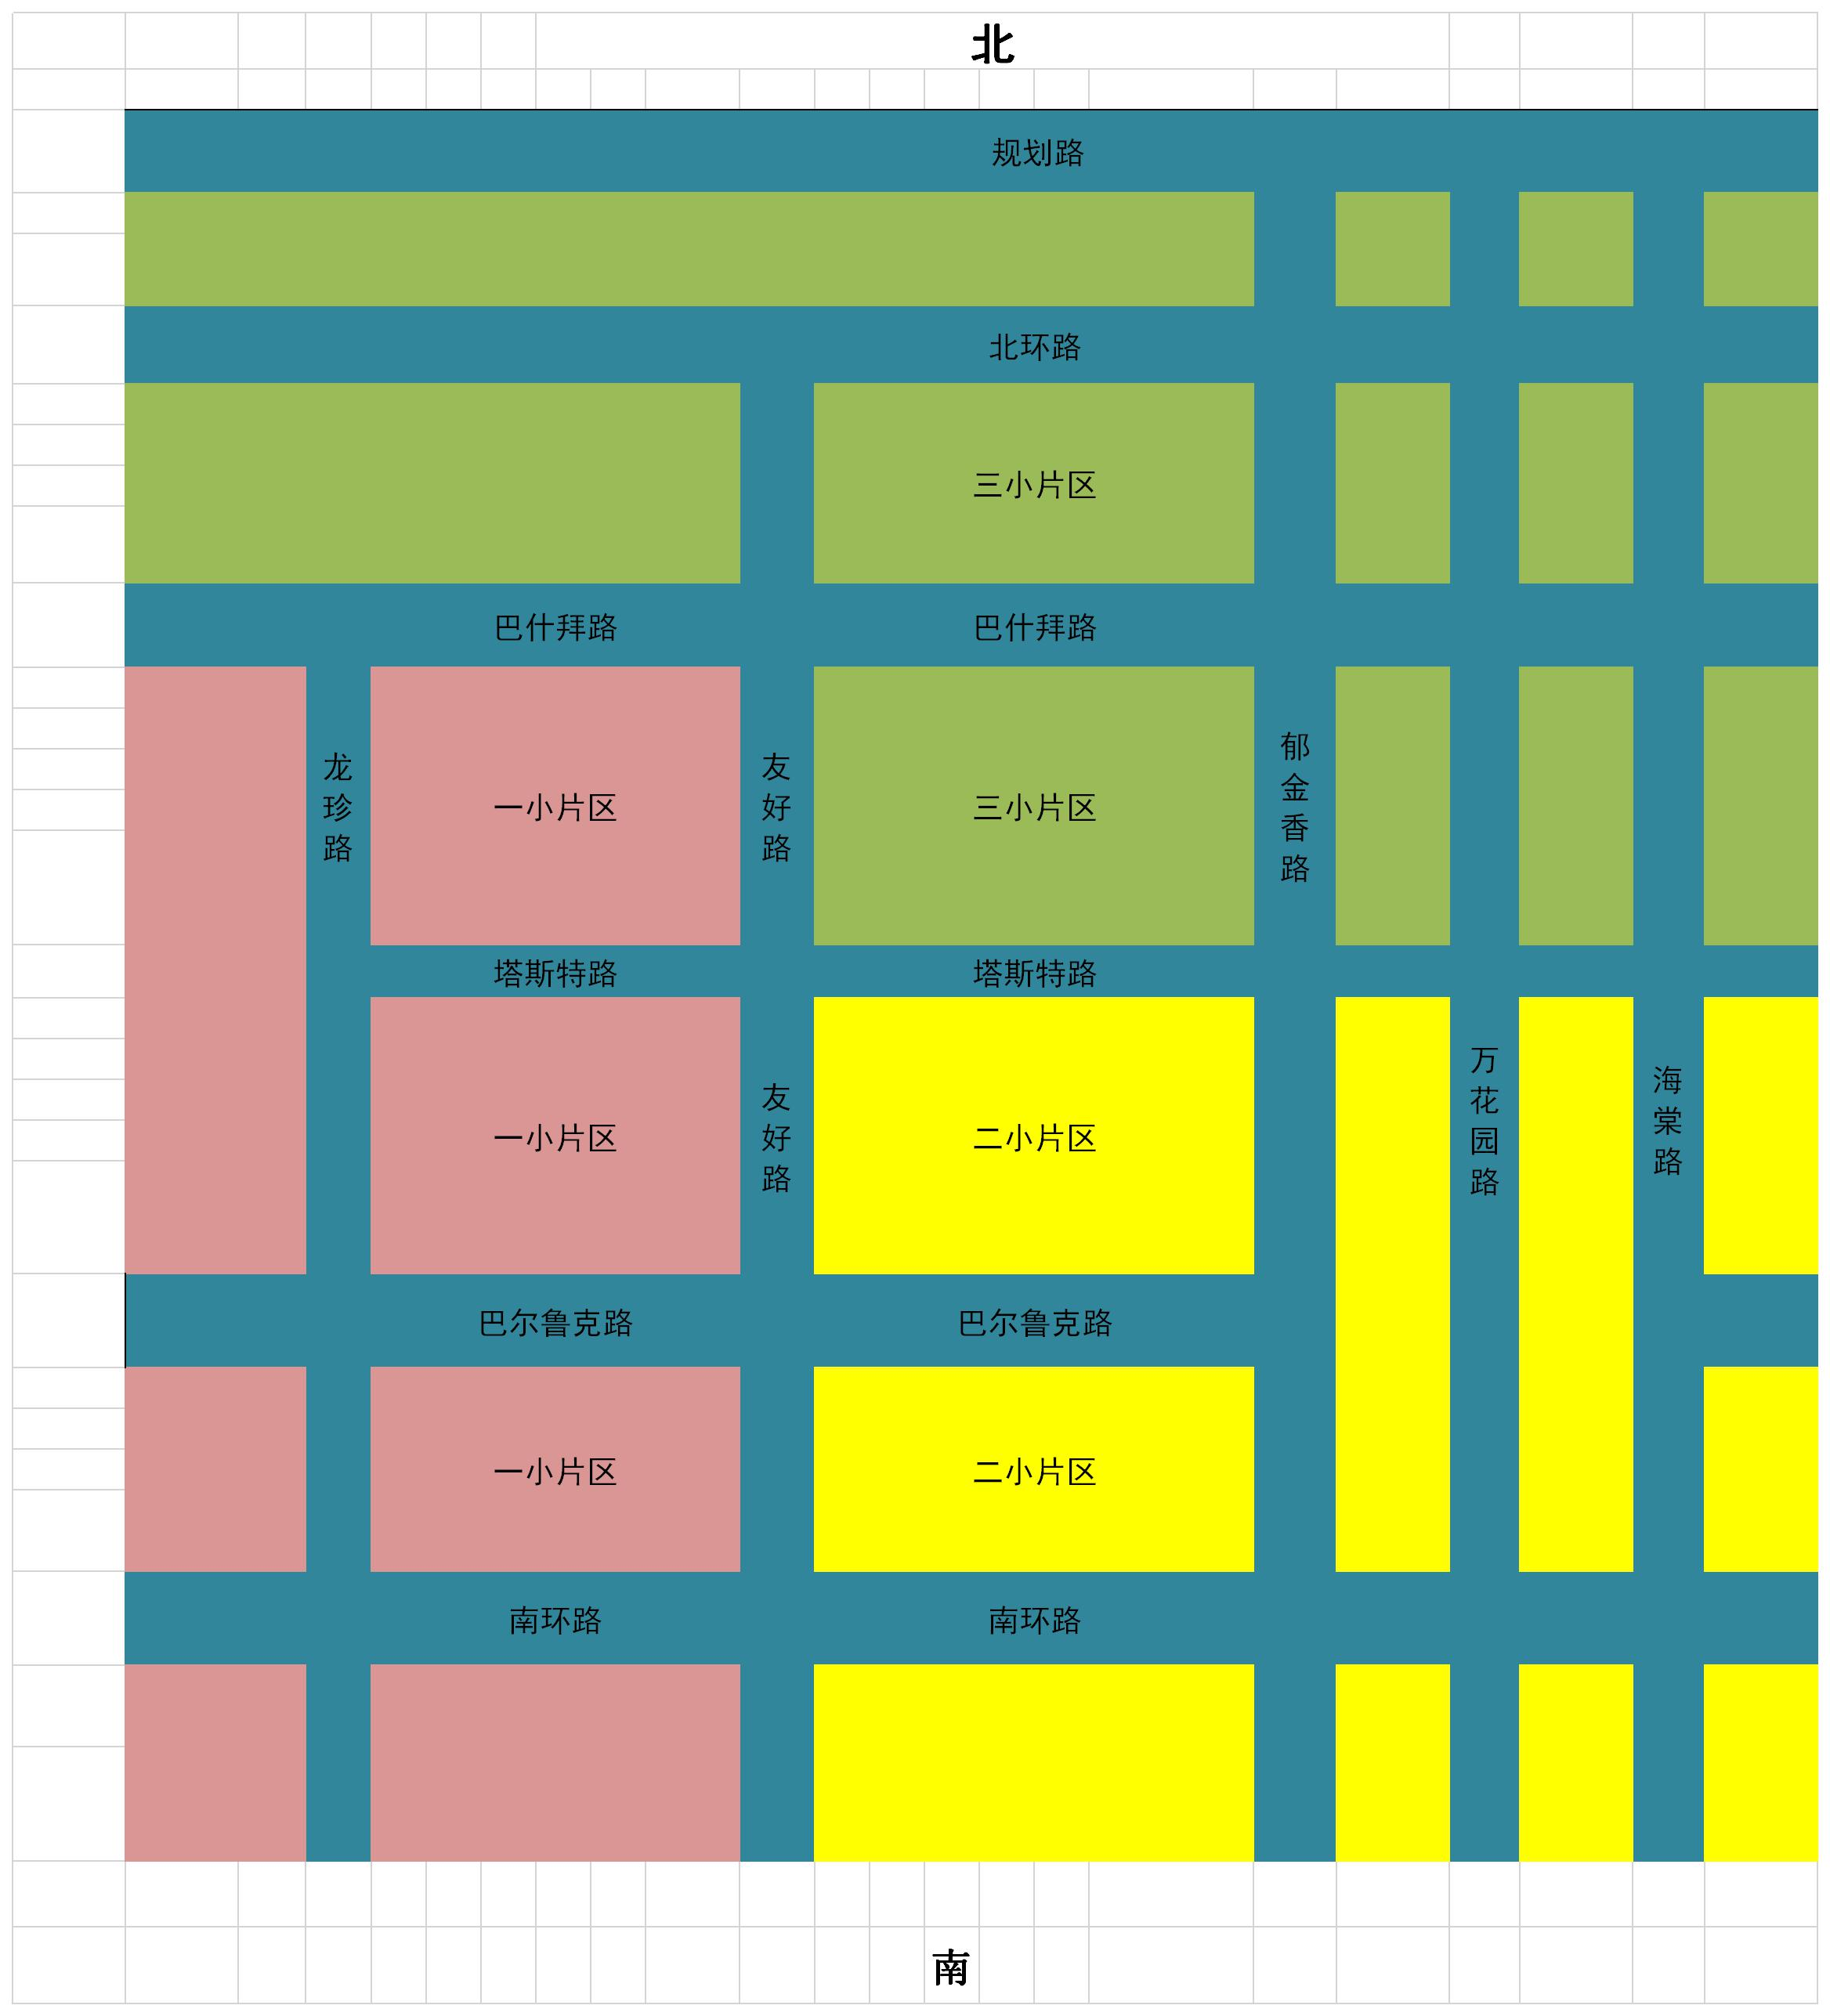 北
规划路
北环路
三小片区
巴什拜路 巴什拜路
龙珍路
一小片区
友好路
三小片区
郁金香路
塔斯特路 塔斯特路
一小片区
友好路
二小片区
万花园路
海棠路
巴尔鲁克路 巴尔鲁克路
一小片区 二小片区
南环路 南环路
南